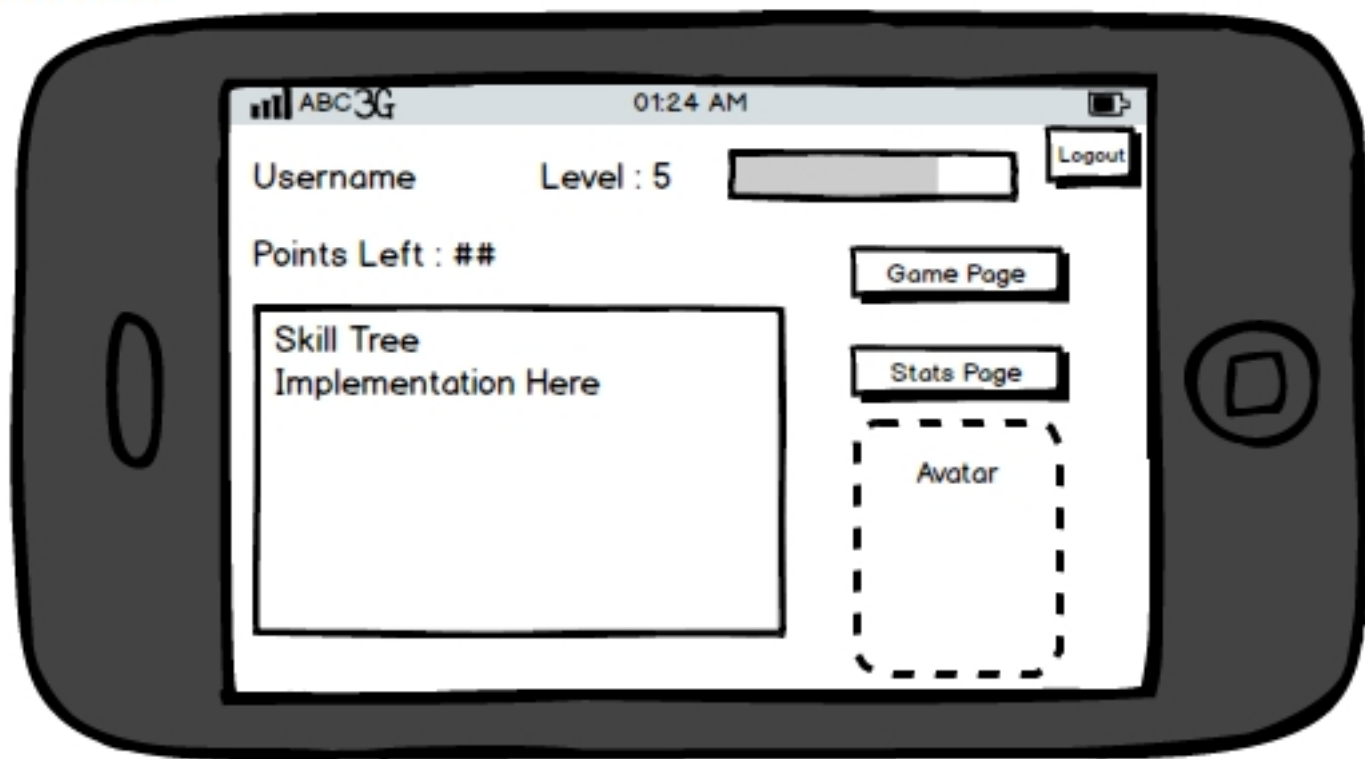 ABC 3G 01:24 AM
Logout
Username Level : 5
Points Left : ##
Game Page
Skill Tree
Implementation Here
Stats Page
Avatar